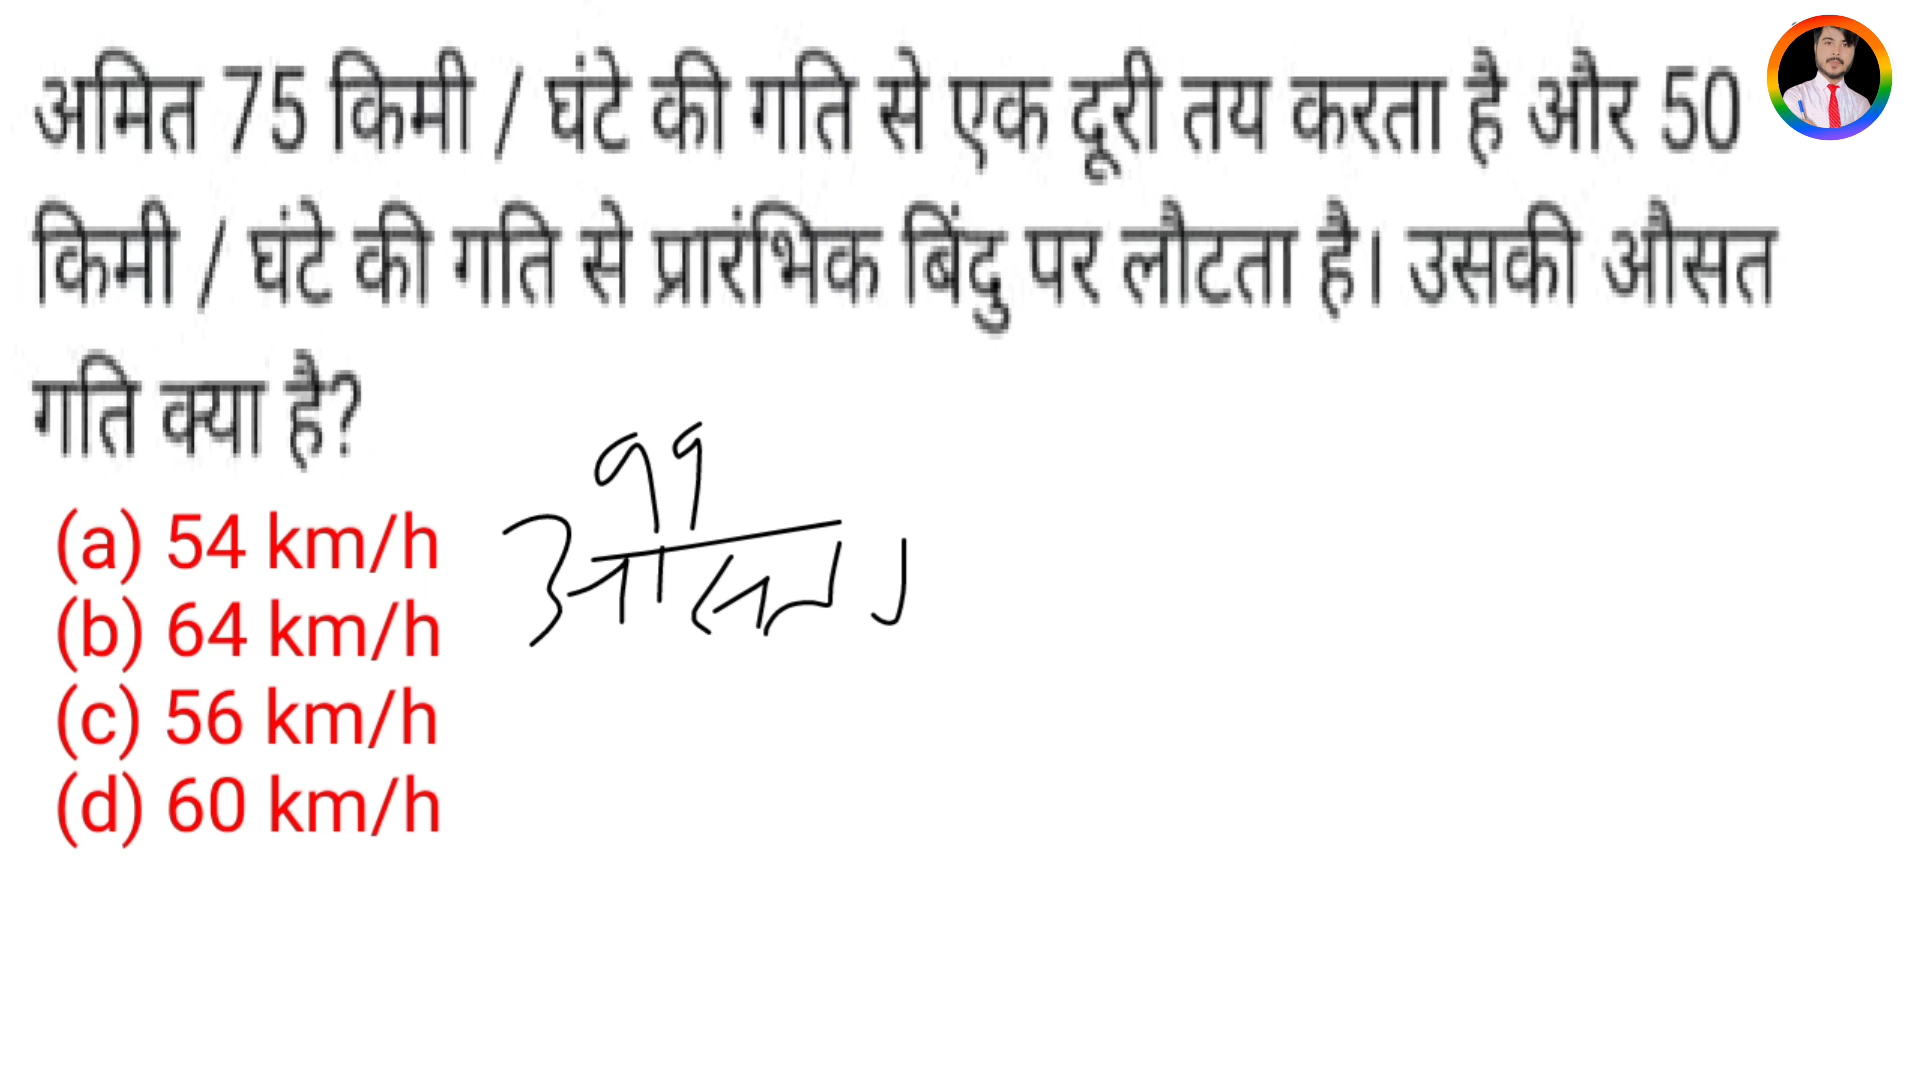 अमित 75 किमी / घंटे की गति से एक दूरी तय करता है और 50
किमी / घंटे की गति से प्रारंभिक बिंदु पर लौटता है। उसकी औसत
गति क्या है?
(a) 54 km/h
(b) 64 km/h
(c) 56 km/h
(d) 60 km/h
औसत